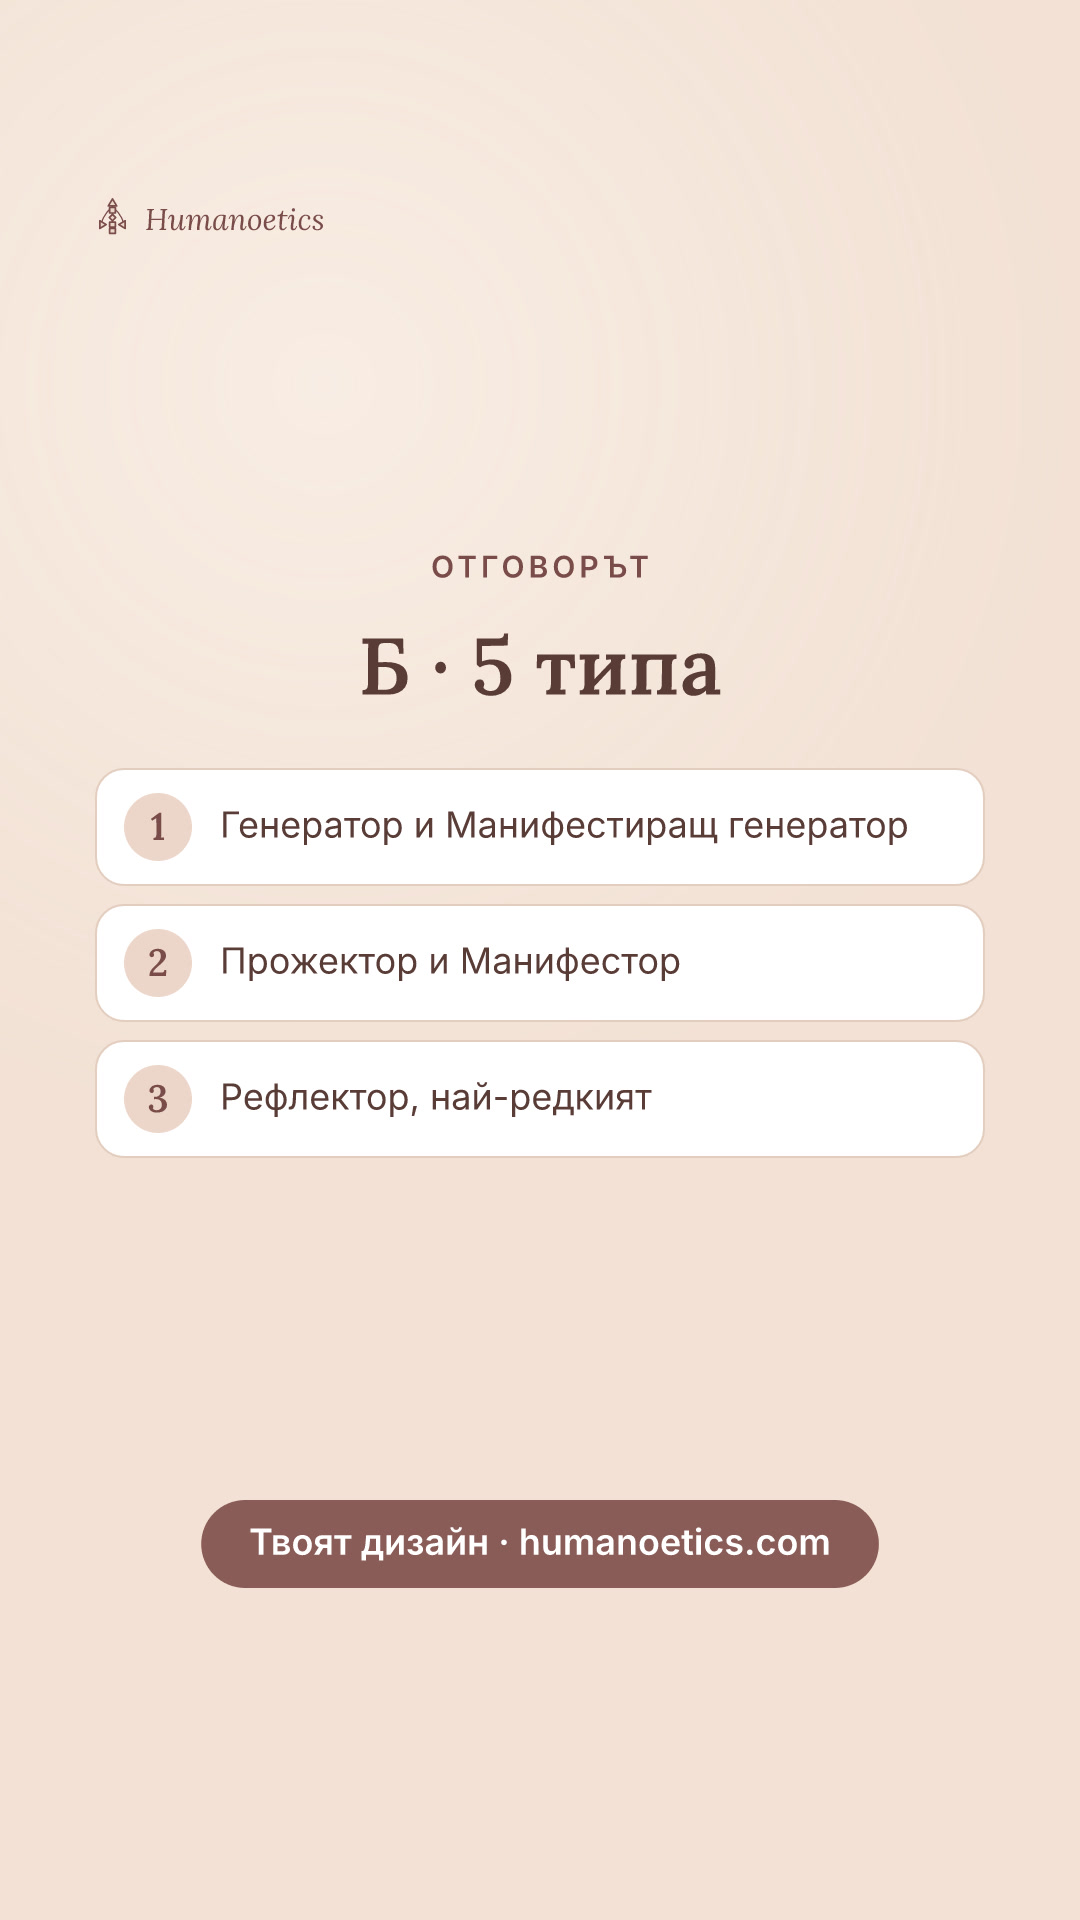 Humanoetics
ОТГОВОРЪТ
Б · 5 типа
1 Генератор и Манифестиращ генератор
2 Прожектор и Манифестор
3 Рефлектор, най-редкият
Твоят дизайн · humanoetics.com